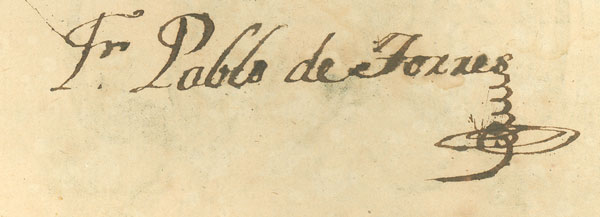 Fr. Pablo de Torres